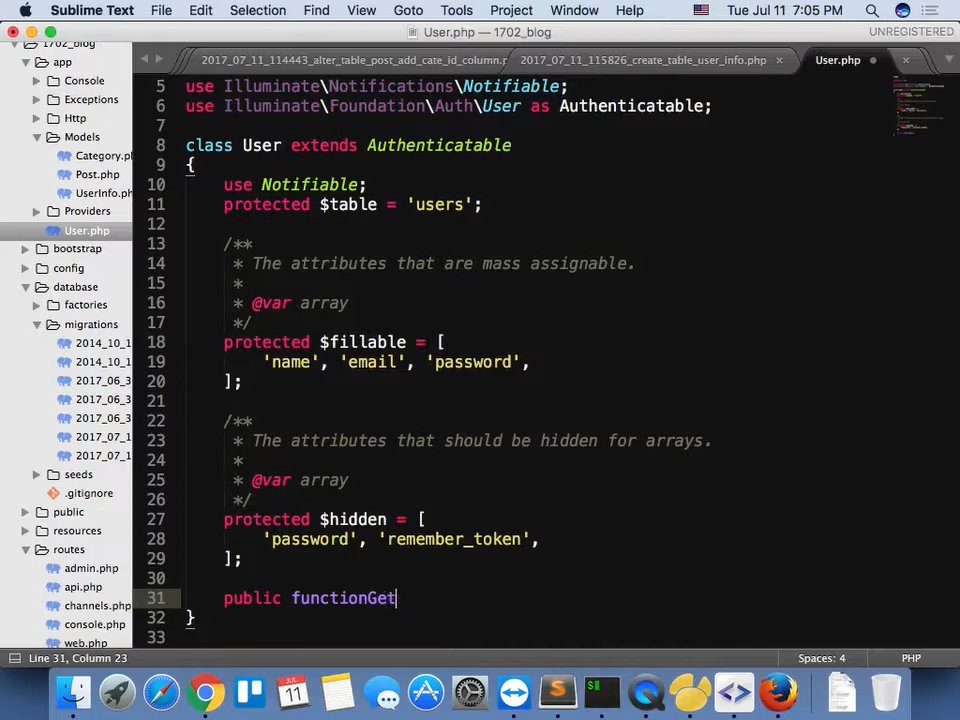 Sublime Text File Edit Selection Find View Goto Tools Project Window Help Tue Jul 11 7:05 PM
User.php — 1702_blog UNREGISTERED
1702_blog
app
Console
Exceptions
Http
Models
Category.ph
Post.php
UserInfo.ph
Providers
User.php
bootstrap
config
database
factories
migrations
2014_10_1
2014_10_1
2017_06_3
2017_06_3
2017_06_3
2017_07_1
2017_07_1
seeds
.gitignore
public
resources
routes
admin.php
api.php
channels.php
console.php
web.php
2017_07_11_114443_alter_table_post_add_cate_id_column.p 2017_07_11_115826_create_table_user_info.php × User.php ×
5 use Illuminate\Notifications\Notifiable;
6 use Illuminate\Foundation\Auth\User as Authenticatable;
7
8 class User extends Authenticatable
9 {
10 use Notifiable;
11 protected $table = 'users';
12
13 /**
14 * The attributes that are mass assignable.
15 *
16 * @var array
17 */
18 protected $fillable = [
19 'name', 'email', 'password',
20 ];
21
22 /**
23 * The attributes that should be hidden for arrays.
24 *
25 * @var array
26 */
27 protected $hidden = [
28 'password', 'remember_token',
29 ];
30
31 public functionGet
32 }
33
Line 31, Column 23 Spaces: 4 PHP
JUL
11